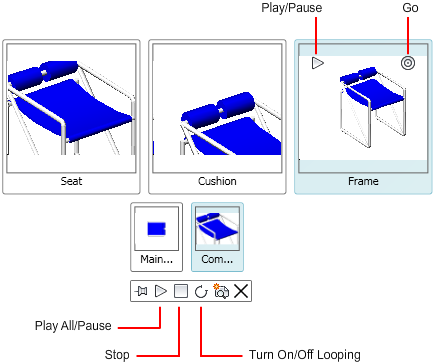 Play/Pause
Go
Seat
Cushion
Frame
Main...
Com...
Play All/Pause
Stop
Turn On/Off Looping